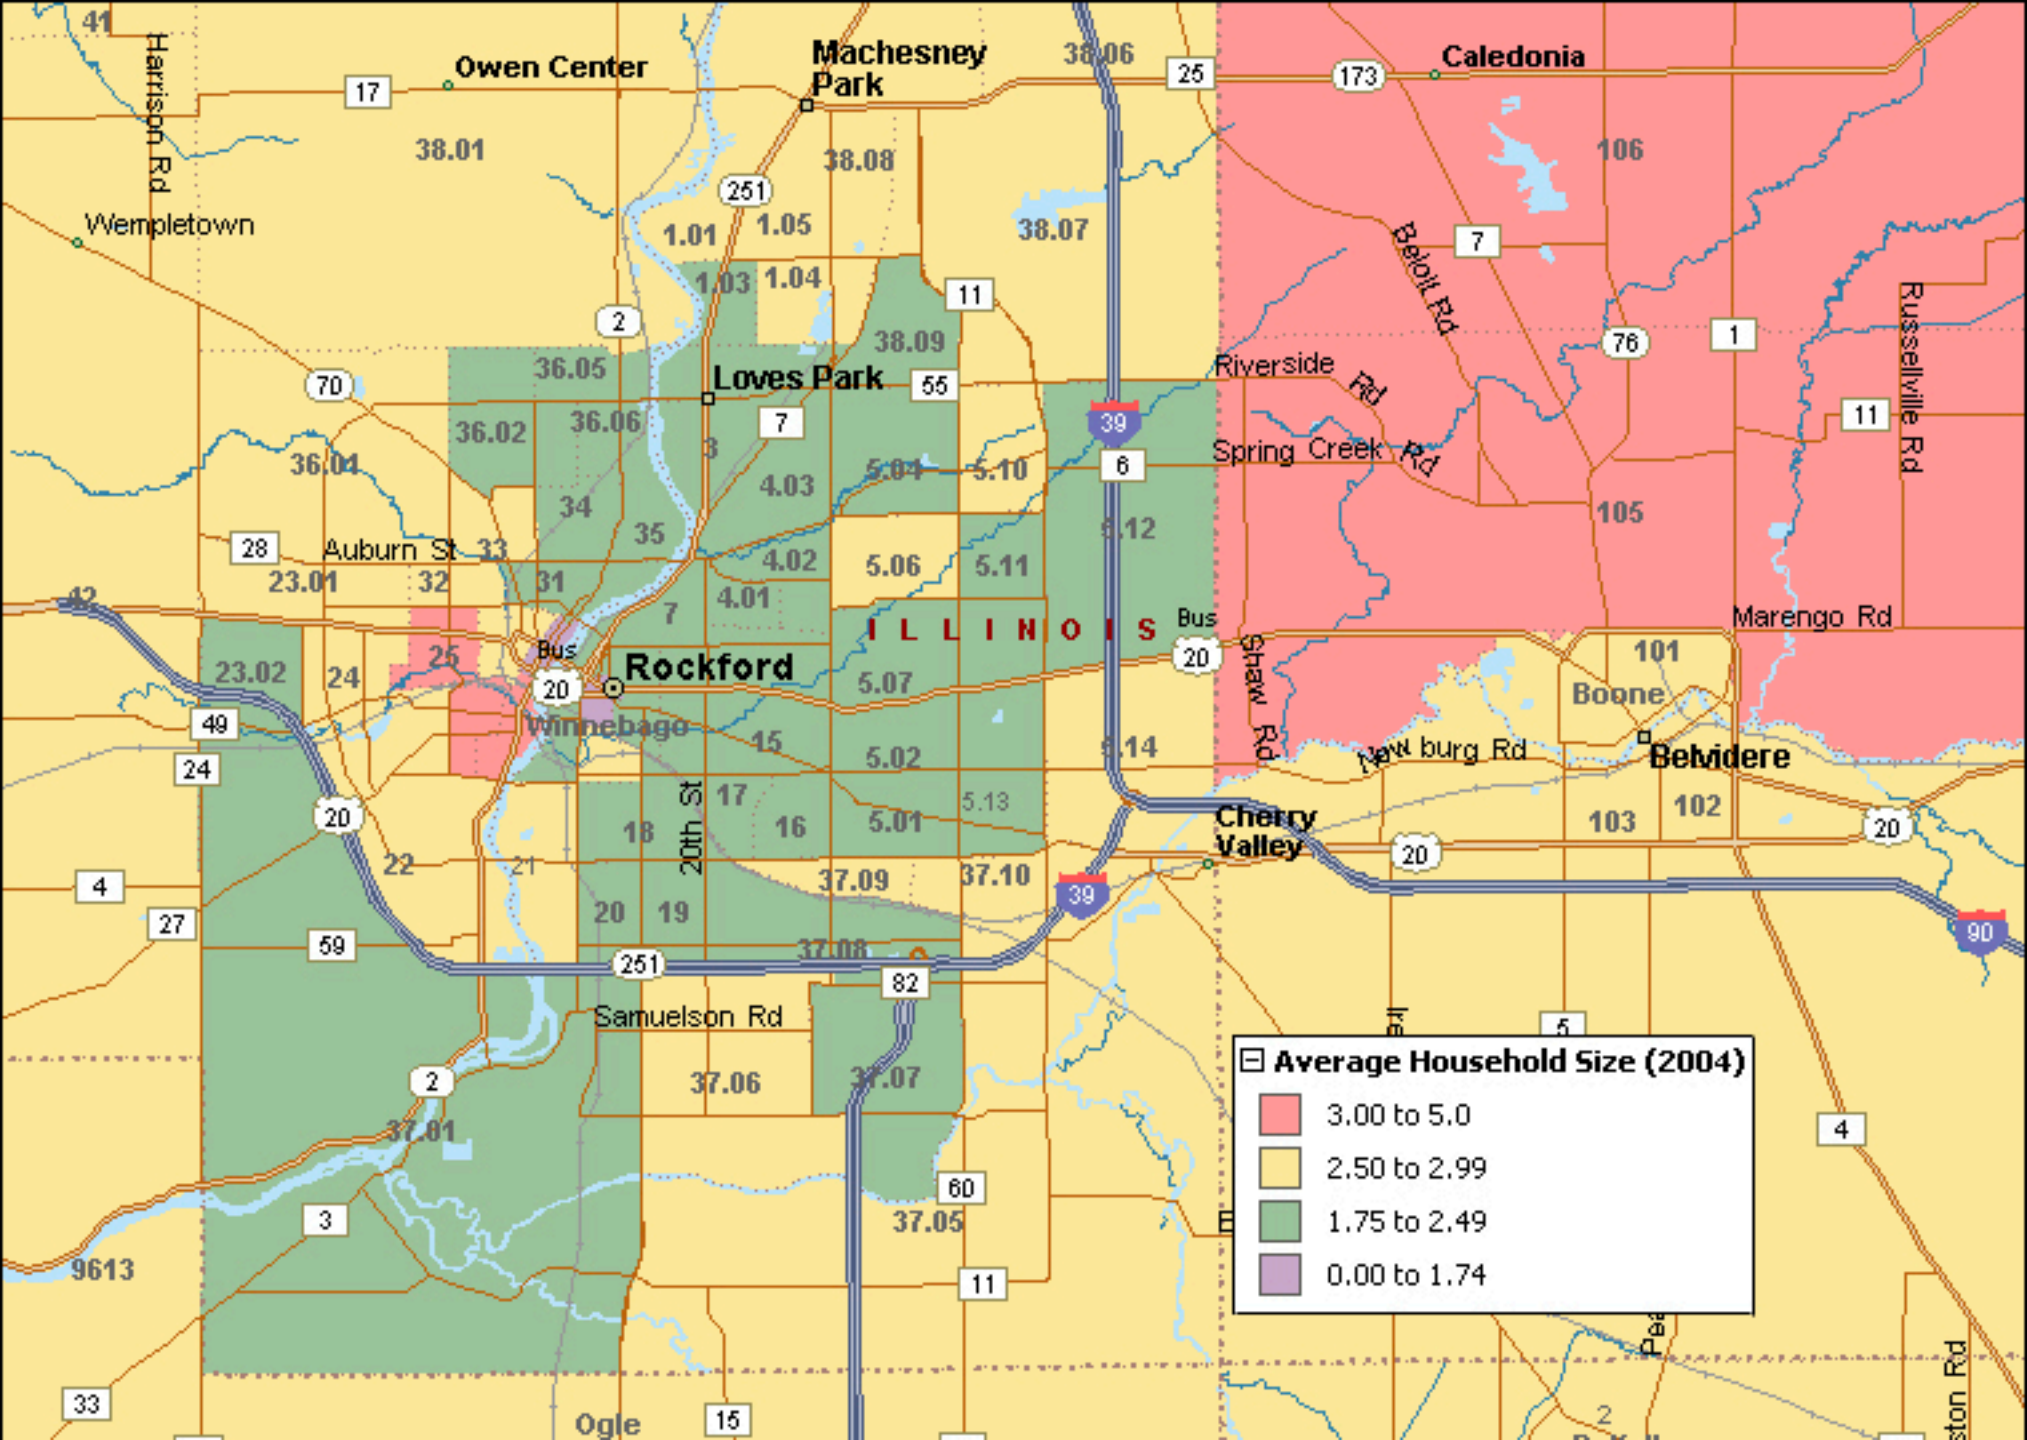 41
Harrison Rd
Owen Center
Machesney
Park
38.06
25
173
Caledonia
17
38.01
38.08
106
251
Wempletown
1.01
1.05
38.07
7
Beloit Rd
1.03
1.04
11
2
76
1
Russellville Rd
36.05
38.09
Riverside Rd
70
Loves Park
55
36.02
36.06
7
39
11
3
Spring Creek Rd
36.01
5.04
5.10
6
4.03
34
105
35
5.12
28
Auburn St
33
4.02
5.06
5.11
23.01
32
31
42
4.01
7
ILLINOIS
Bus
Marengo Rd
Bus
25
20
Shaw Rd
101
23.02
24
20
Rockford
5.07
Boone
49
Winnebago
15
5.02
5.14
Newburg Rd
Belvidere
24
20th St
17
5.13
102
20
18
16
5.01
Cherry
Valley
103
20
20
22
21
37.09
37.10
4
39
27
20
19
90
59
37.08
251
82
Samuelson Rd
Ire
5
37.06
37.07
2
37.01
4
60
37.05
3
E
9613
11
Average Household Size (2004)
3.00 to 5.0
2.50 to 2.99
1.75 to 2.49
0.00 to 1.74
Pea
33
15
Ogle
2
ston Rd